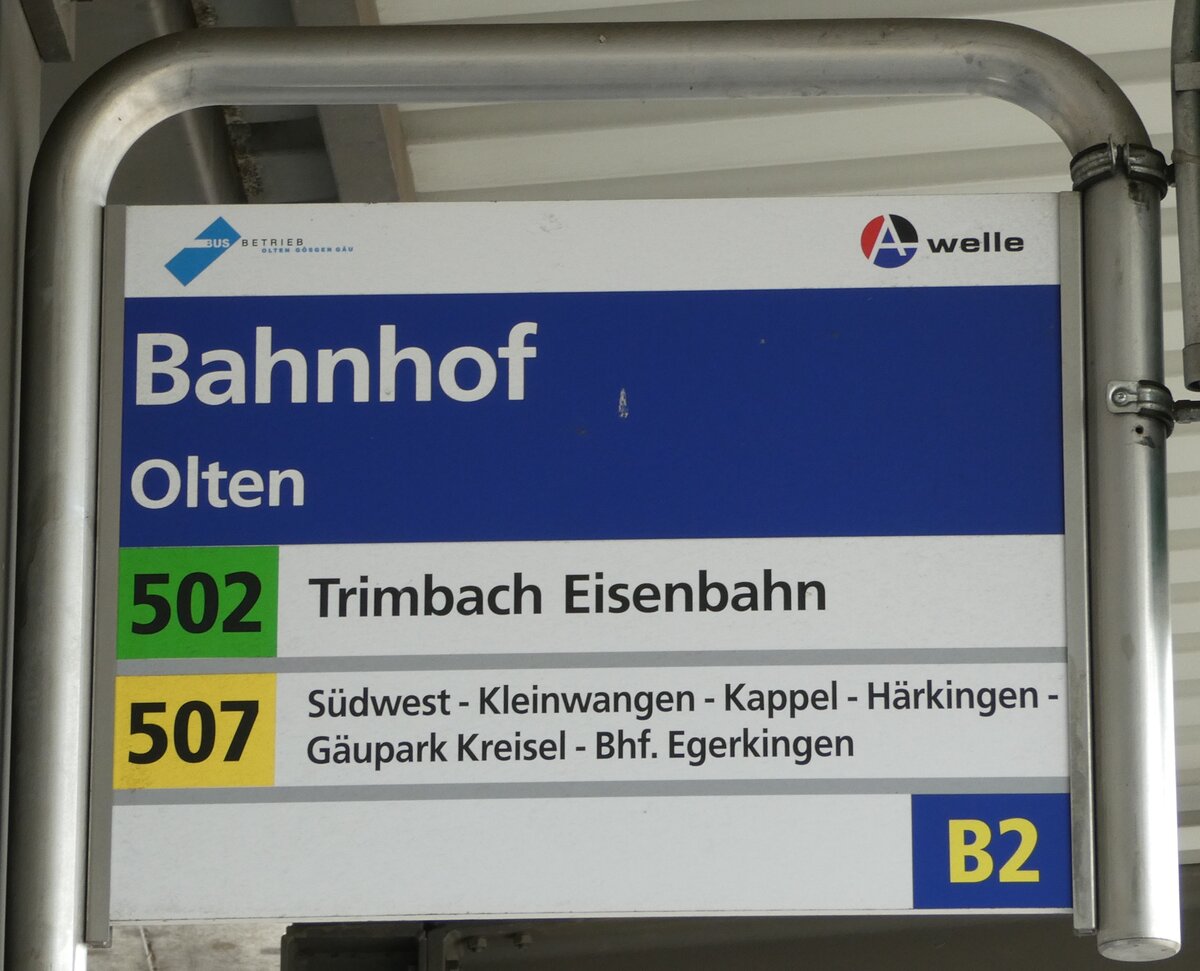 BUS BETRIEB
OLTEN GÖSGEN GÄU
A welle
Bahnhof
Olten
502 Trimbach Eisenbahn
507 Südwest - Kleinwangen - Kappel - Härkingen -
Gäupark Kreisel - Bhf. Egerkingen
B2